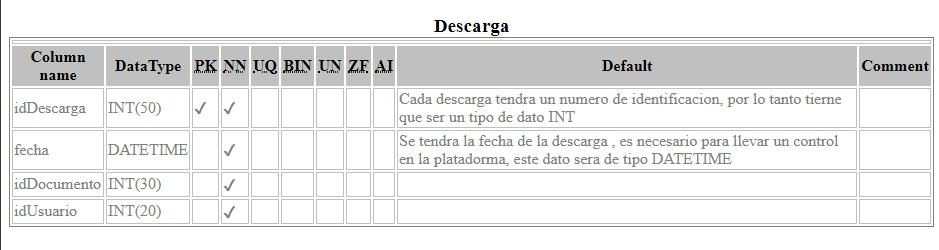 Descarga
Column name DataType PK NN UQ BIN UN ZF AI Default Comment
idDescarga INT(50) ✓ ✓ Cada descarga tendra un numero de identificacion, por lo tanto tierne
que ser un tipo de dato INT
fecha DATETIME ✓ Se tendra la fecha de la descarga , es necesario para llevar un control
en la platadorma, este dato sera de tipo DATETIME
idDocumento INT(30) ✓
idUsuario INT(20) ✓